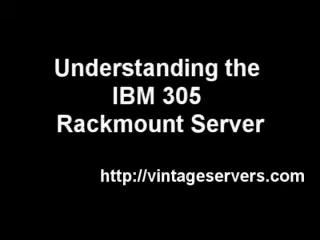 Understanding the
IBM 305
Rackmount Server
http://vintageservers.com